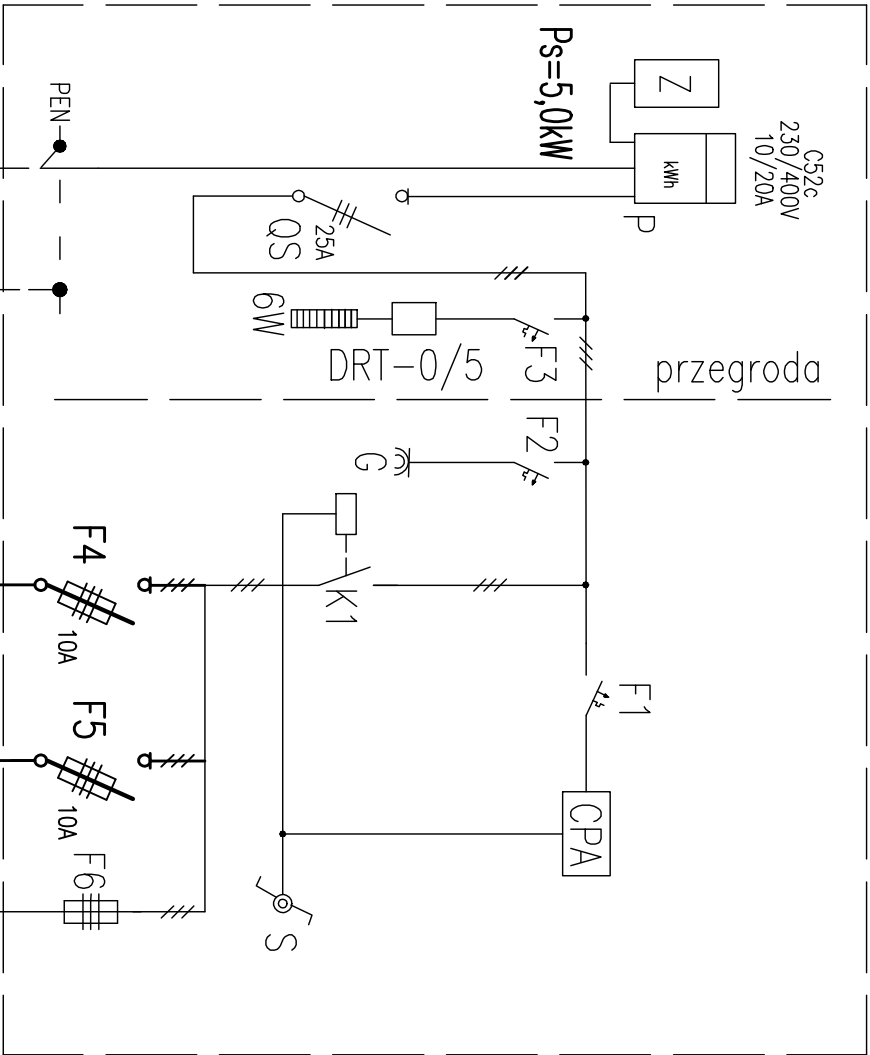 Ps=5,0kW
Z
C52c
230/400V
10/20A
kWh
P
PEN
25A
QS
6W
DRT-0/5
F3
przegroda
F2
G
K1
F4
10A
F1
F5
10A
CPA
F6
S